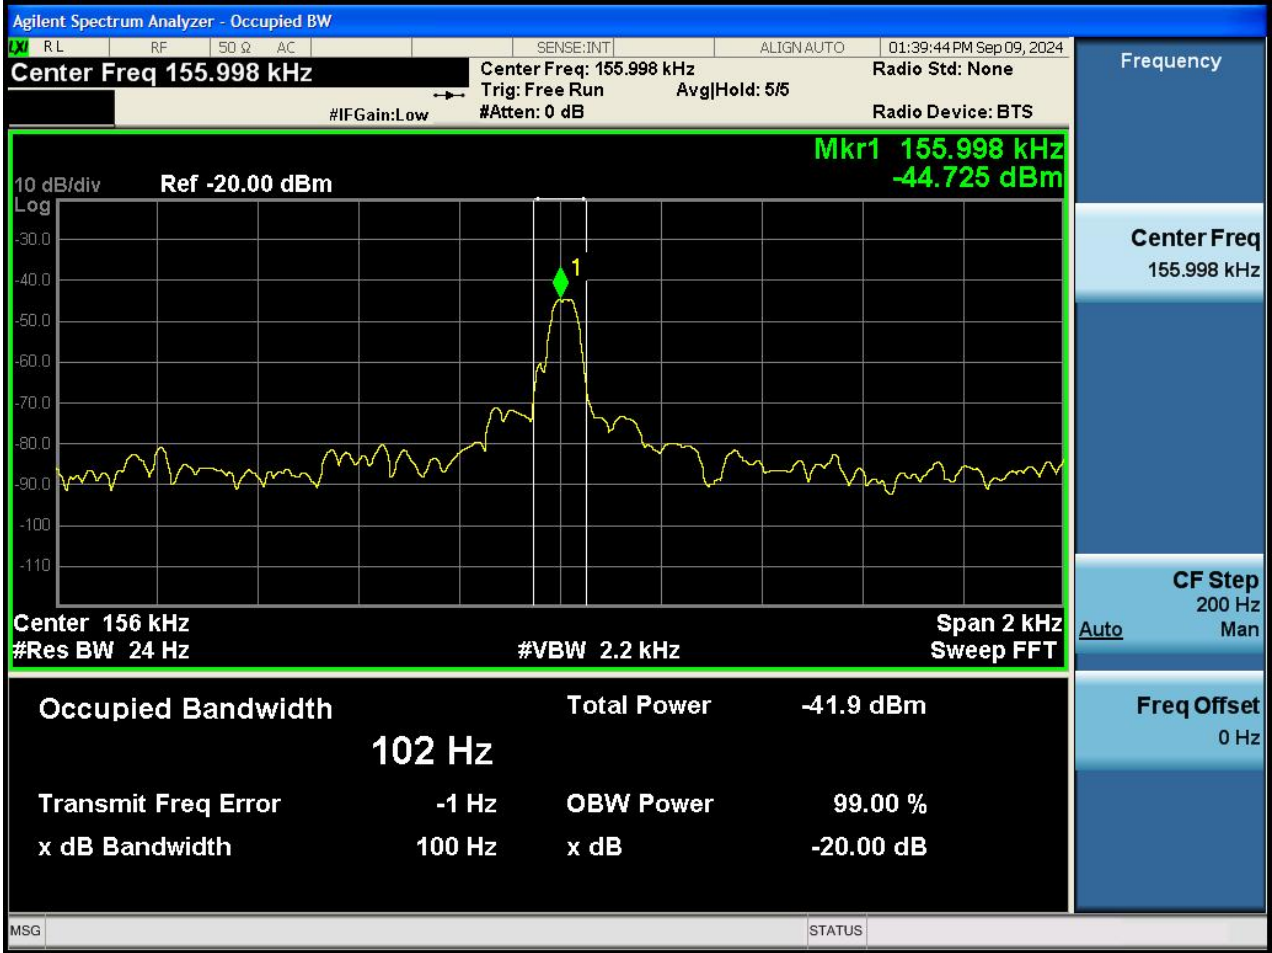 Agilent Spectrum Analyzer - Occupied BW
LXI RL RF 50 Ω AC SENSE:INT ALIGNAUTO 01:39:44 PM Sep 09, 2024
Center Freq 155.998 kHz
Center Freq: 155.998 kHz
Radio Std: None
Trig: Free Run
Avg|Hold: 5/5
#IFGain:Low
#Atten: 0 dB
Radio Device: BTS
Mkr1 155.998 kHz
-44.725 dBm
10 dB/div
Ref -20.00 dBm
Log
-30.0
1
-40.0
-50.0
-60.0
-70.0
-80.0
-90.0
-100
-110
Center 156 kHz
Span 2 kHz
#Res BW 24 Hz
#VBW 2.2 kHz
Sweep FFT
Occupied Bandwidth
102 Hz
Total Power -41.9 dBm
Transmit Freq Error -1 Hz
OBW Power 99.00 %
x dB Bandwidth 100 Hz
x dB -20.00 dB
Frequency
Center Freq
155.998 kHz
CF Step
200 Hz
Auto Man
Freq Offset
0 Hz
MSG
STATUS